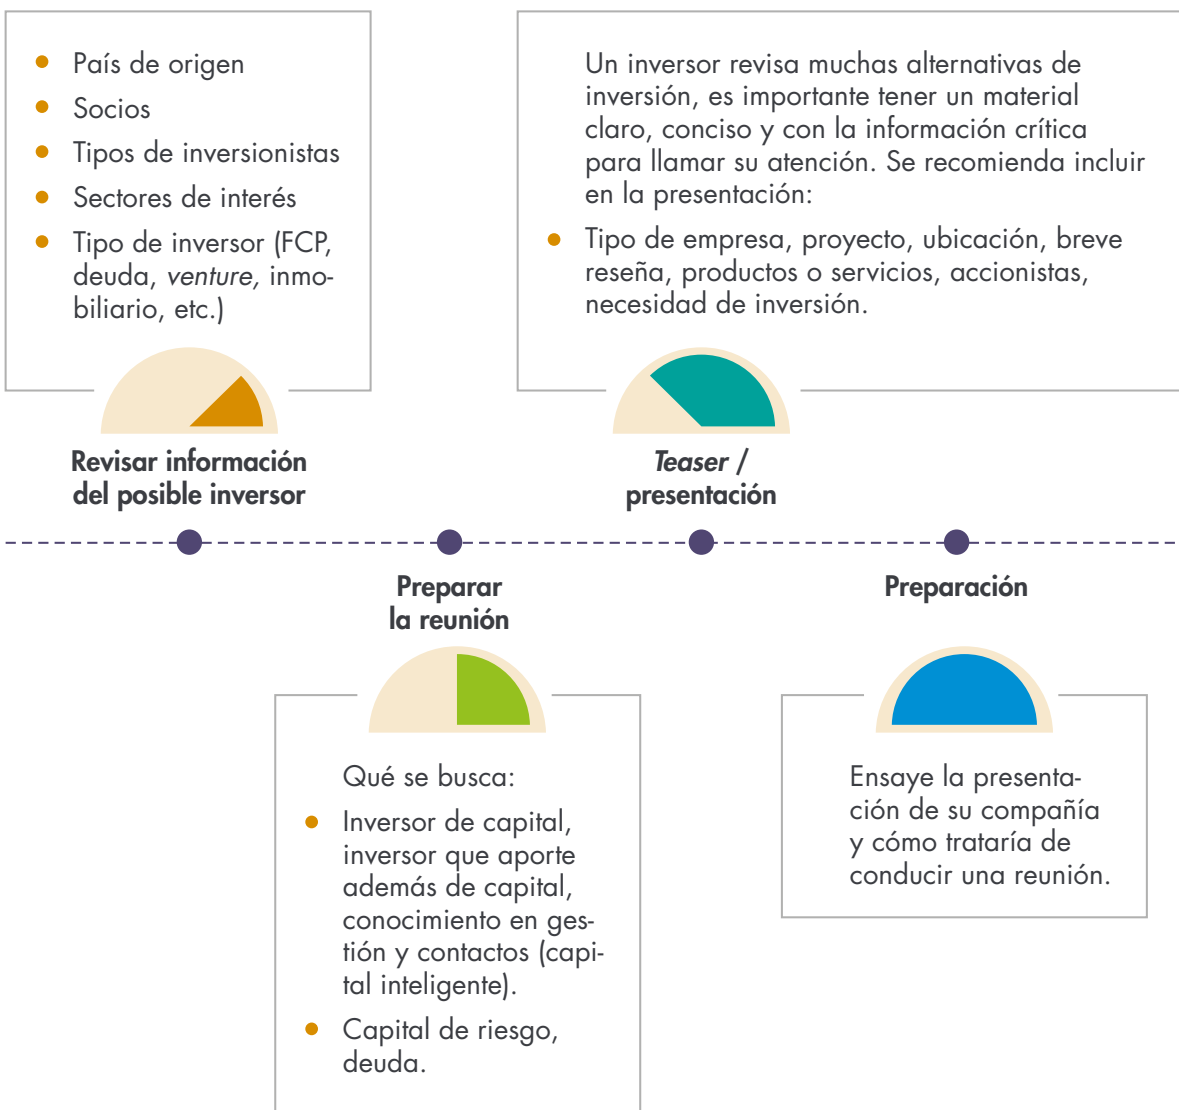 País de origen
Socios
Tipos de inversionistas
Sectores de interés
Tipo de inversor (FCP,
deuda, venture, inmo-
biliario, etc.)
Revisar información
del posible inversor
Preparar
la reunión
Qué se busca:
Inversor de capital,
inversor que aporte
además de capital,
conocimiento en ges-
tión y contactos (capi-
tal inteligente).
Capital de riesgo,
deuda.
Un inversor revisa muchas alternativas de
inversión, es importante tener un material
claro, conciso y con la información crítica
para llamar su atención. Se recomienda incluir
en la presentación:
Tipo de empresa, proyecto, ubicación, breve
reseña, productos o servicios, accionistas,
necesidad de inversión.
Teaser /
presentación
Preparación
Ensaye la presenta-
ción de su compañía
y cómo trataría de
conducir una reunión.